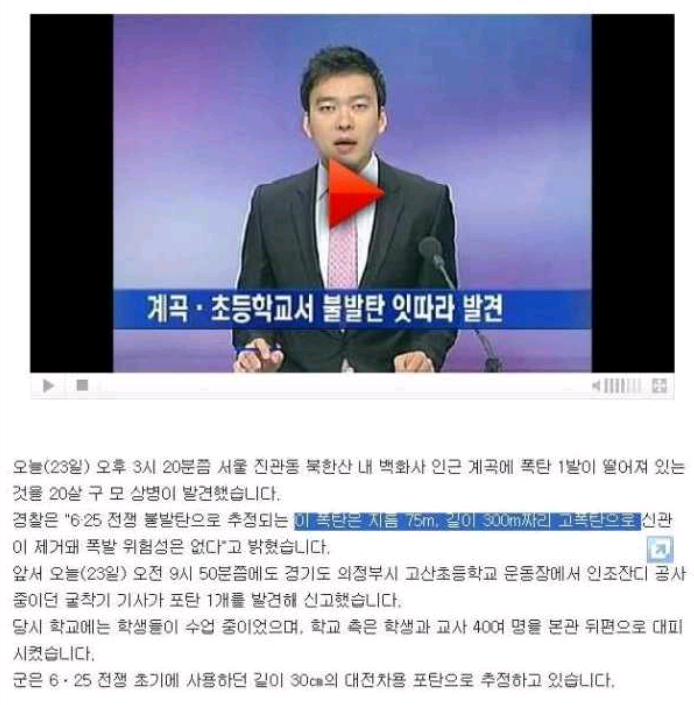 계곡·초등학교서 불발탄 잇따라 발견
오늘(23일) 오후 3시 20분쯤 서울 진관동 북한산 내 백화사 인근 계곡에 폭탄 1발이 떨어져 있는
것을 20살 구 모 상병이 발견했습니다.
경찰은 "6·25 전쟁 불발탄으로 추정되는 이 폭탄은 지름 75m, 길이 300m짜리 고폭탄으로 신관
이 제거돼 폭발 위험성은 없다"고 밝혔습니다.
앞서 오늘(23일) 오전 9시 50분쯤에도 경기도 의정부시 고산초등학교 운동장에서 인조잔디 공사
중이던 굴착기 기사가 포탄 1개를 발견해 신고했습니다.
당시 학교에는 학생들이 수업 중이었으며, 학교 측은 학생과 교사 40여 명을 본관 뒤편으로 대피
시켰습니다.
군은 6·25 전쟁 초기에 사용하던 길이 30㎝의 대전차용 포탄으로 추정하고 있습니다.